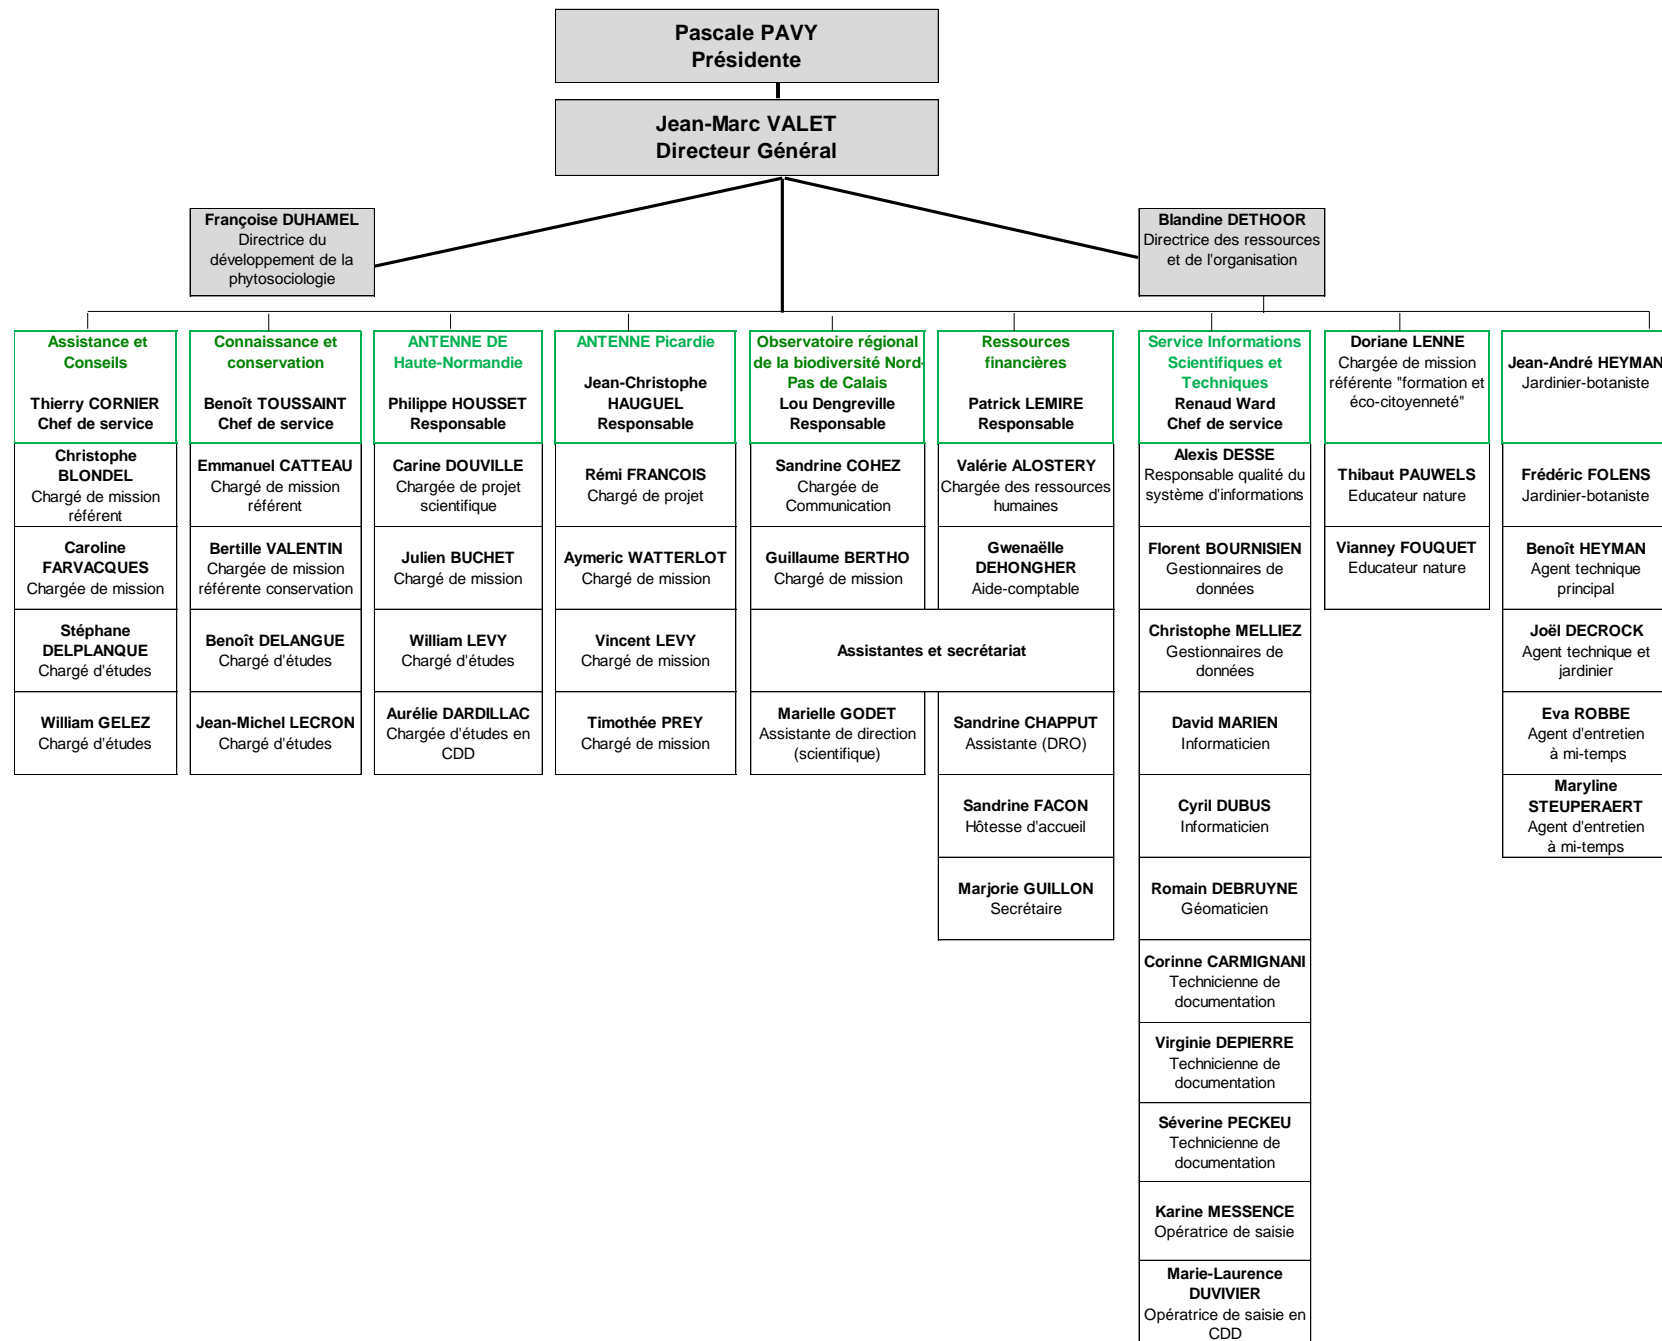 Pascale PAVY
Présidente
Jean-Marc VALET
Directeur Général
Françoise DUHAMEL
Directrice du
développement de la
phytosociologie
Blandine DETHOOR
Directrice des ressources
et de l'organisation
Assistance et
Conseils
Thierry CORNIER
Chef de service
Christophe
BLONDEL
Chargé de mission
référent
Caroline
FARVACQUES
Chargée de mission
Stéphane
DELPLANQUE
Chargé d'études
William GELEZ
Chargé d'études
Connaissance et
conservation
Benoît TOUSSAINT
Chef de service
Emmanuel CATTEAU
Chargé de mission
référent
Bertille VALENTIN
Chargée de mission
référente conservation
Benoît DELANGUE
Chargé d'études
Jean-Michel LECRON
Chargé d'études
ANTENNE DE
Haute-Normandie
Philippe HOUSSET
Responsable
Carine DOUVILLE
Chargée de projet
scientifique
Julien BUCHET
Chargé de mission
William LEVY
Chargé d'études
Aurélie DARDILLAC
Chargée d'études en
CDD
ANTENNE Picardie
Jean-Christophe
HAUGUEL
Responsable
Rémi FRANCOIS
Chargé de projet
Aymeric WATTERLOT
Chargé de mission
Vincent LEVY
Chargé de mission
Timothée PREY
Chargé de mission
Observatoire régional
de la biodiversité Nord-
Pas de Calais
Lou Dengreville
Responsable
Sandrine COHEZ
Chargée de
Communication
Guillaume BERTHO
Chargé de mission
Ressources
financières
Patrick LEMIRE
Responsable
Valérie ALOSTERY
Chargée des ressources
humaines
Gwenaëlle
DEHONGHER
Aide-comptable
Assistantes et secrétariat
Marielle GODET
Assistante de direction
(scientifique)
Sandrine CHAPPUT
Assistante (DRO)
Sandrine FACON
Hôtesse d'accueil
Marjorie GUILLON
Secrétaire
Service Informations
Scientifiques et
Techniques
Renaud Ward
Chef de service
Alexis DESSE
Responsable qualité du
système d'informations
Florent BOURNISIEN
Gestionnaires de
données
Christophe MELLIEZ
Gestionnaires de
données
David MARIEN
Informaticien
Cyril DUBUS
Informaticien
Romain DEBRUYNE
Géomaticien
Corinne CARMIGNANI
Technicienne de
documentation
Virginie DEPIERRE
Technicienne de
documentation
Séverine PECKEU
Technicienne de
documentation
Karine MESSENCE
Opératrice de saisie
Marie-Laurence
DUVIVIER
Opératrice de saisie en
CDD
Doriane LENNE
Chargée de mission
référente "formation et
éco-citoyenneté"
Thibaut PAUWELS
Educateur nature
Vianney FOUQUET
Educateur nature
Jean-André HEYMAN
Jardinier-botaniste
Frédéric FOLENS
Jardinier-botaniste
Benoît HEYMAN
Agent technique
principal
Joël DECROCK
Agent technique et
jardinier
Eva ROBBE
Agent d'entretien
à mi-temps
Maryline
STEUPERAERT
Agent d'entretien
à mi-temps